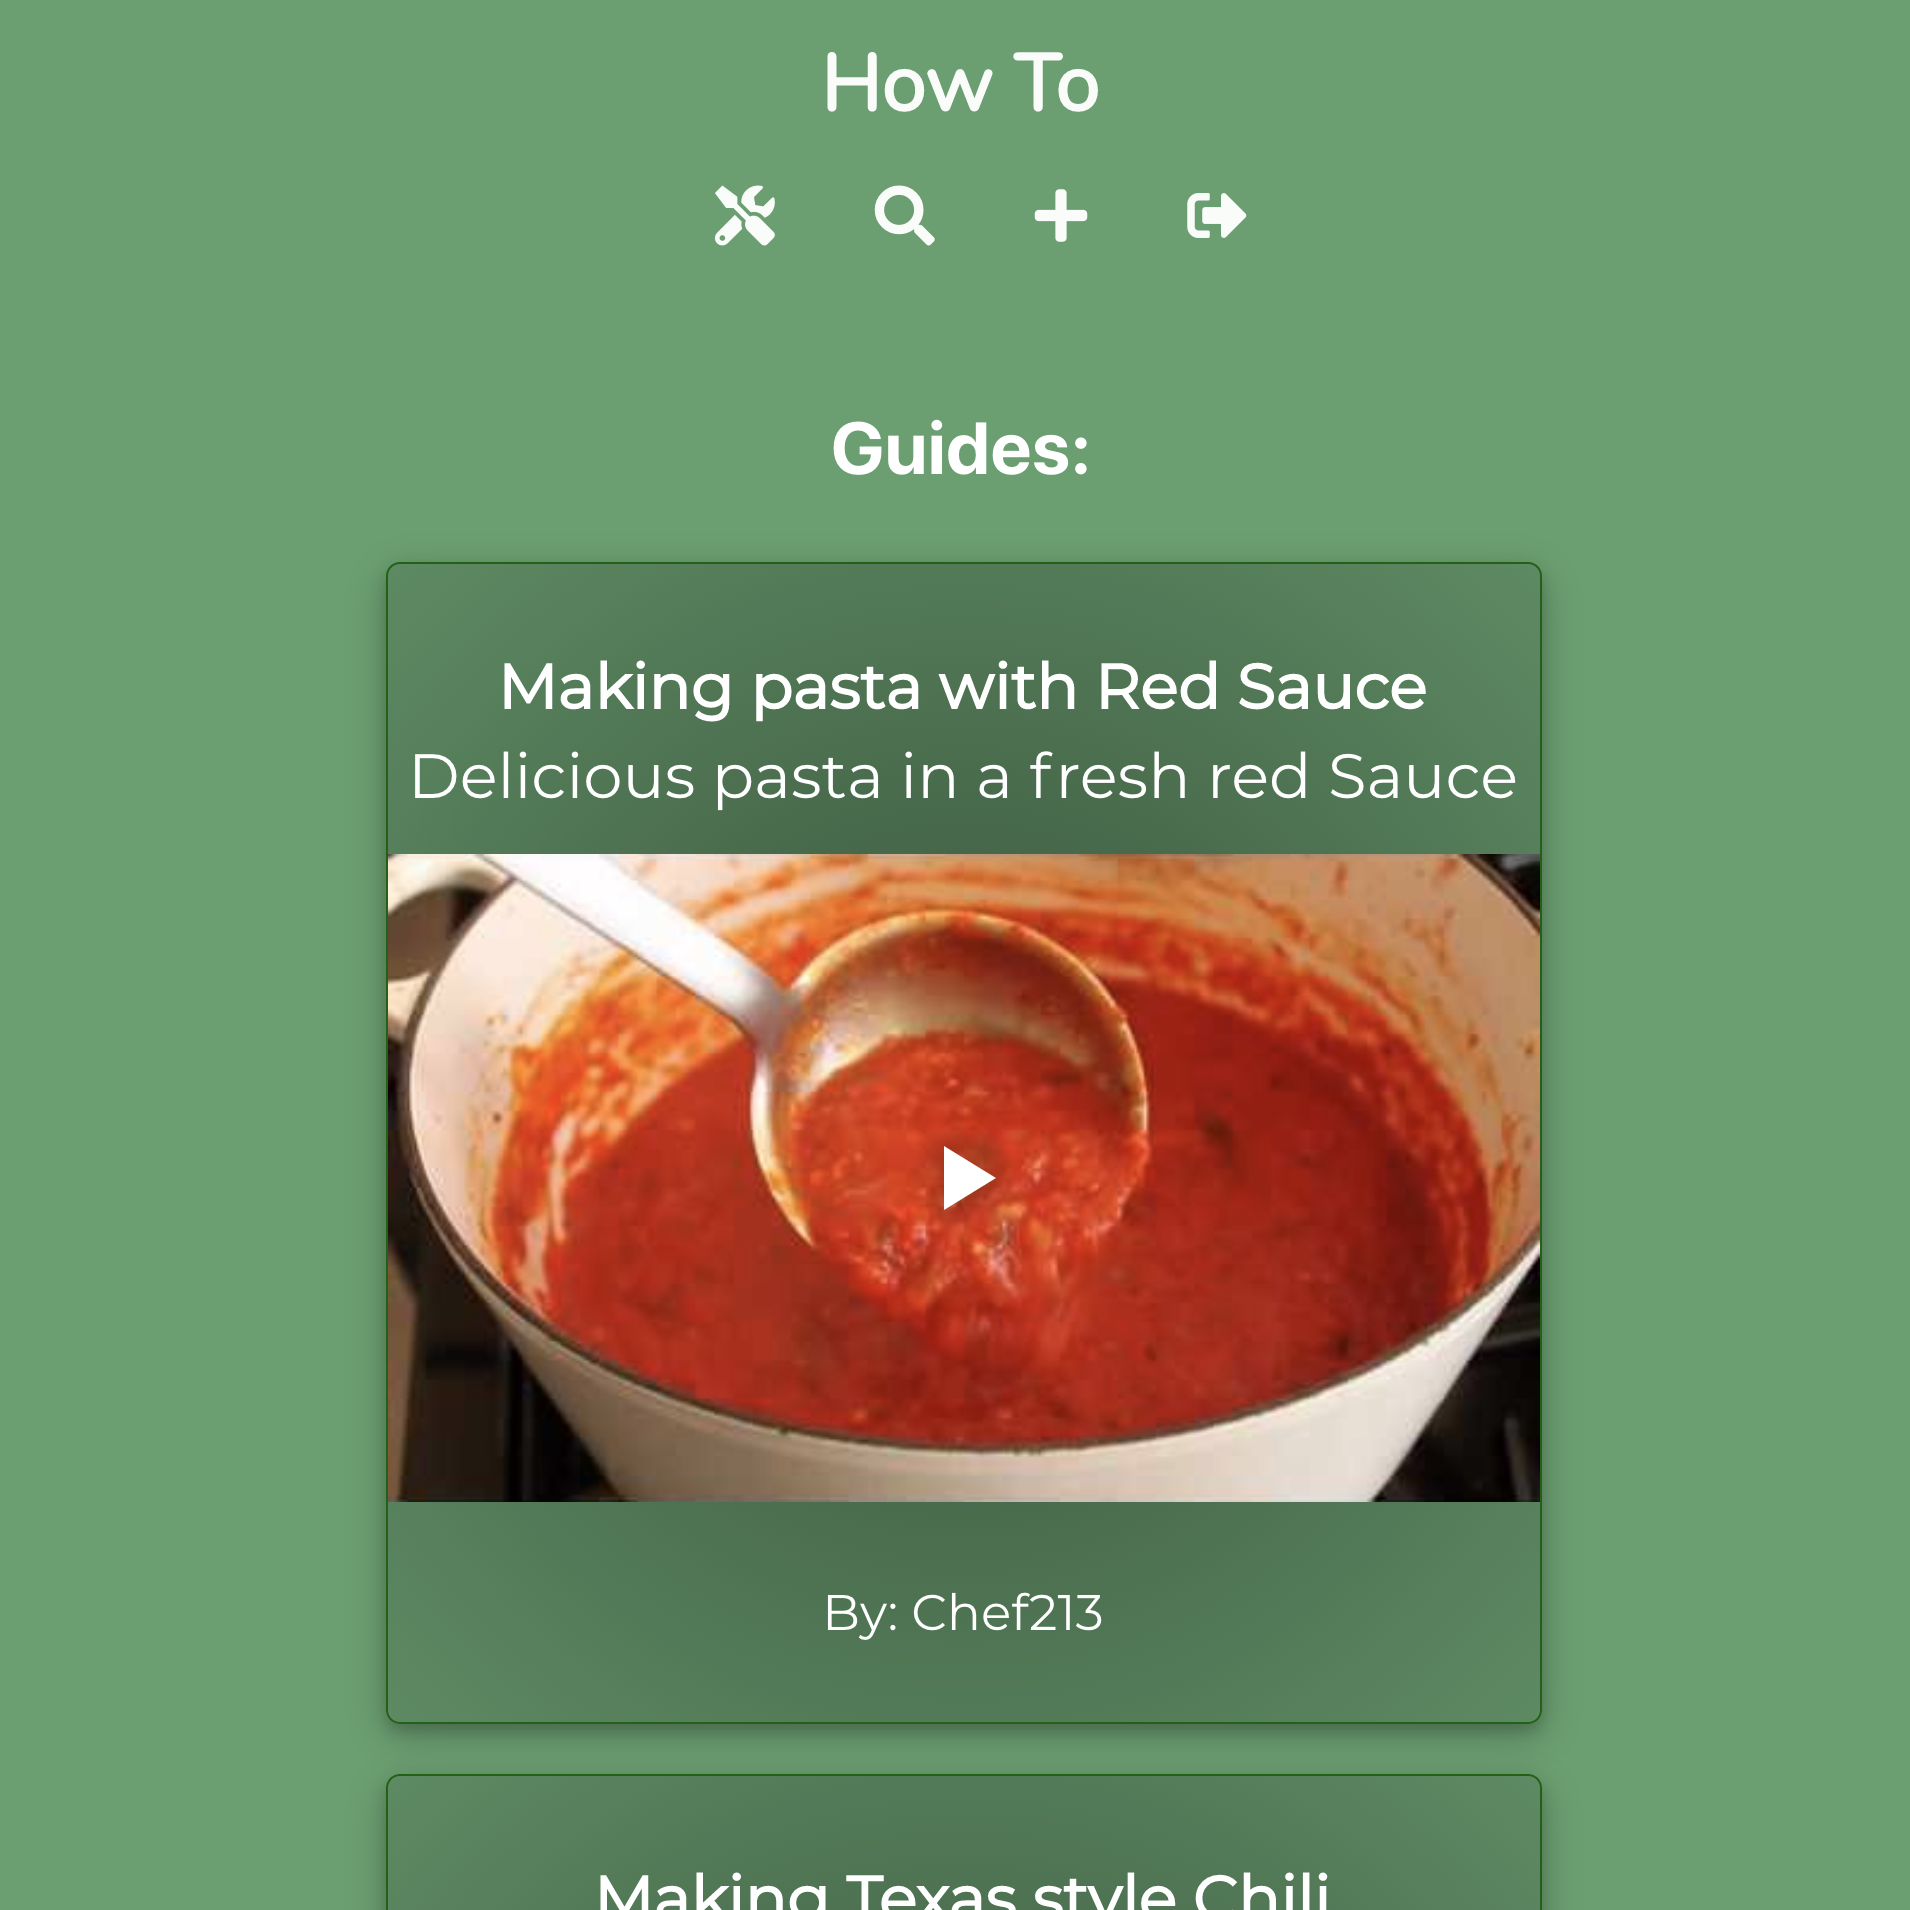 How To
Guides:
Making pasta with Red Sauce
Delicious pasta in a fresh red Sauce
By: Chef213
Making Texas style Chili